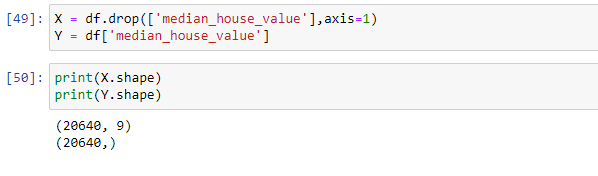 [49]: X = df.drop(['median_house_value'],axis=1)
Y = df['median_house_value']
[50]: print(X.shape)
print(Y.shape)
(20640, 9)
(20640,)